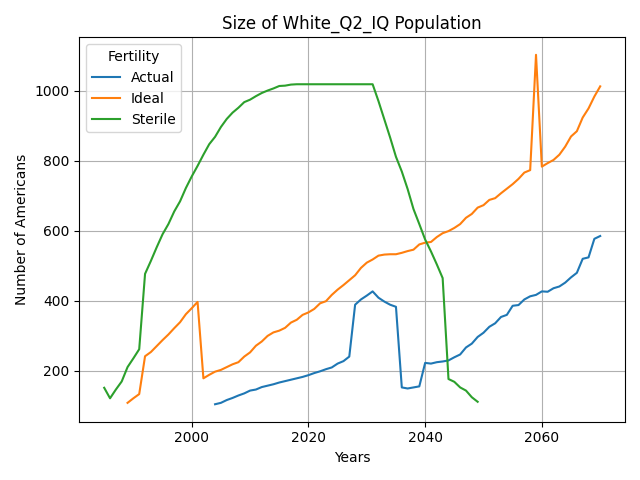 Size of White_Q2_IQ Population
Fertility
Actual
Ideal
Sterile
Number of Americans
1000
800
600
400
200
2000
2020
2040
2060
Years